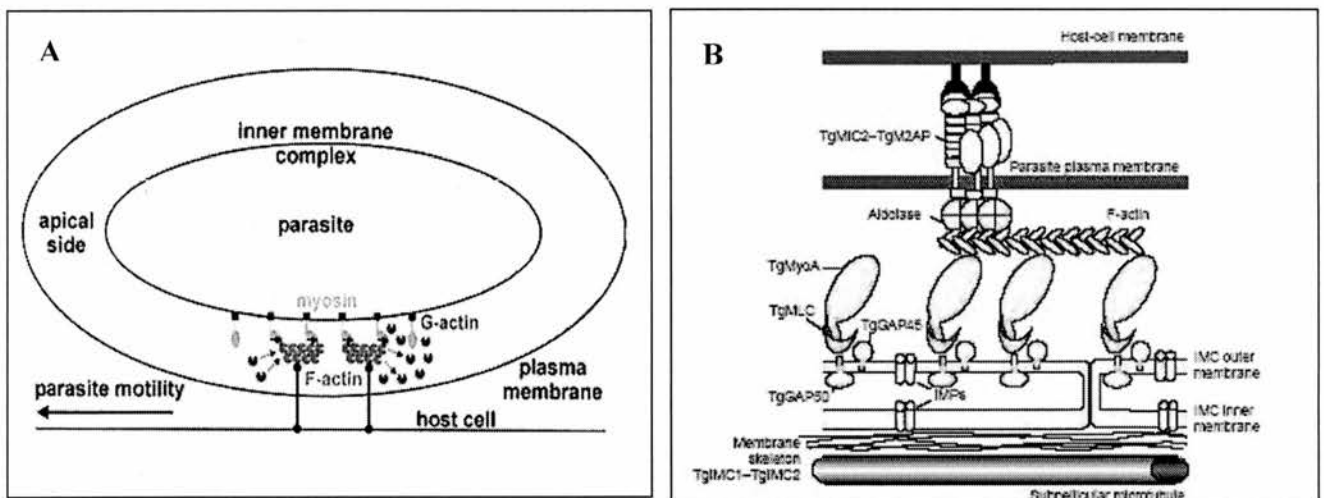 A
inner membrane
complex
apical
side
parasite
myosin
G-actin
F-actin
plasma
membrane
parasite motility
host cell
B
Host-cell membrane
TgMIC2–TgM2AP
Parasite plasma membrane
Aldolase
F-actin
TgMyoA
TgMLC
TgGAP45
IMC outer
membrane
TgGAP50
IMPs
IMC inner
membrane
Membrane
skeleton
TgIMC1–TgIMC2
Subpellicular microtubule